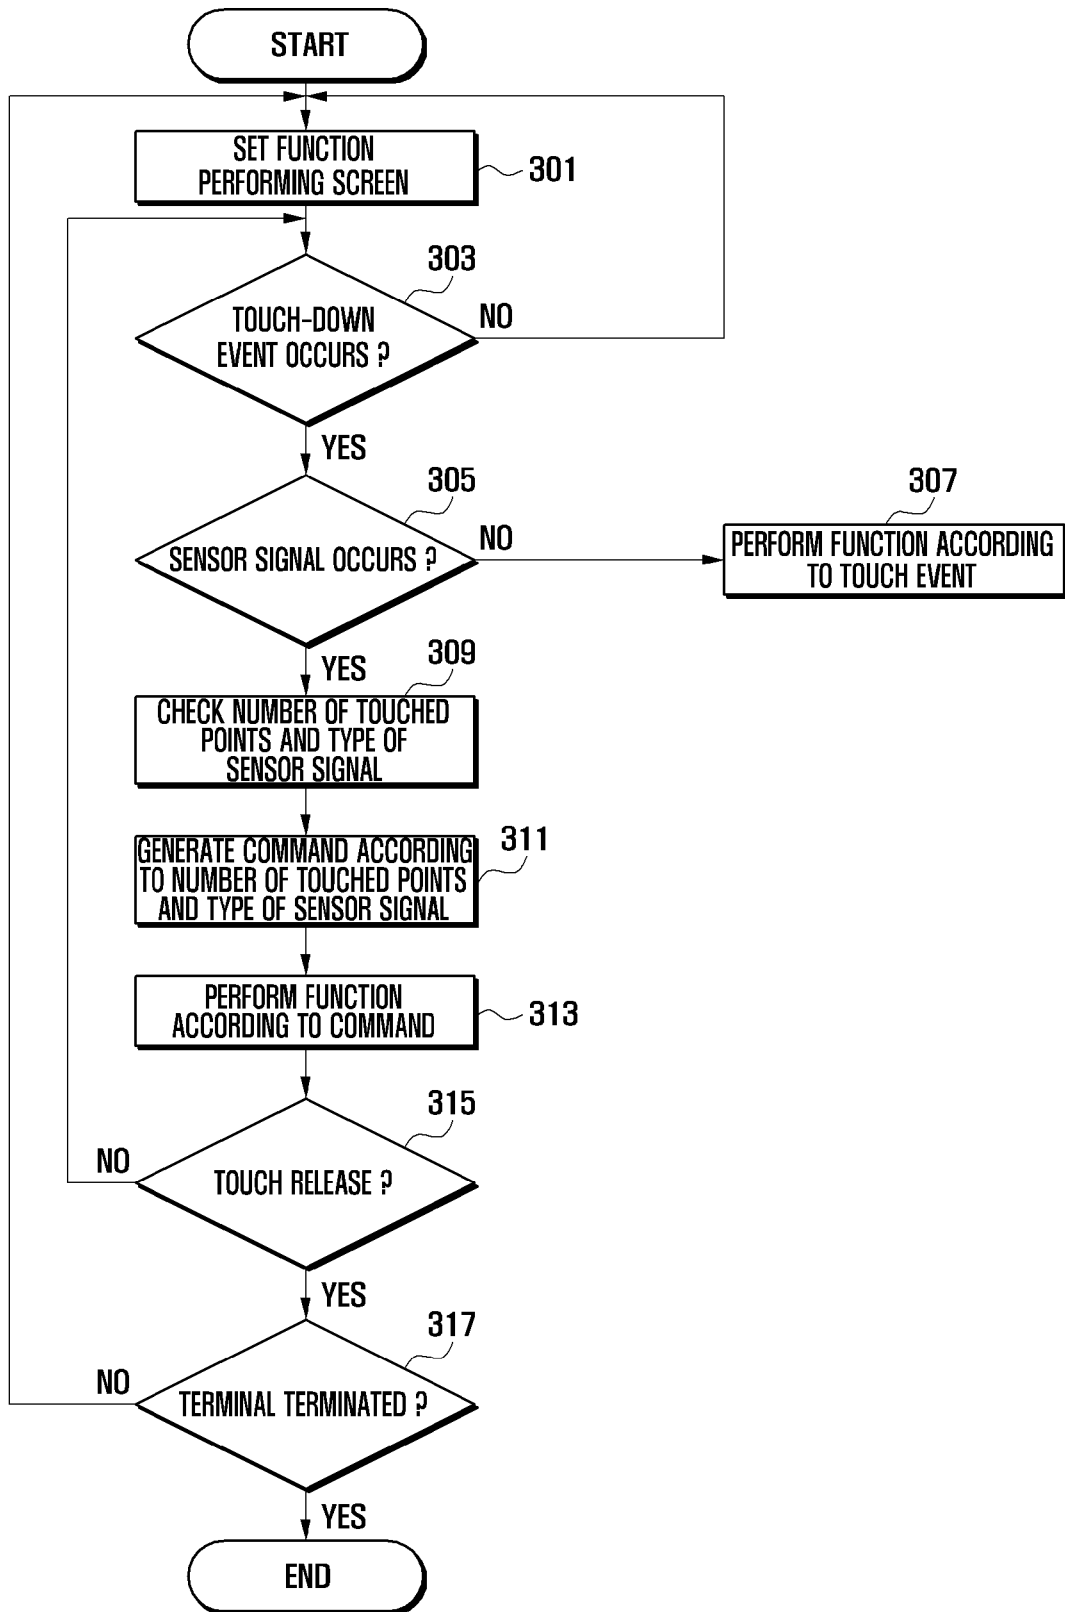 START
SET FUNCTION
PERFORMING SCREEN
301
303
TOUCH-DOWN
EVENT OCCURS ?
NO
YES
305
SENSOR SIGNAL OCCURS ?
NO
307
PERFORM FUNCTION ACCORDING
TO TOUCH EVENT
YES
309
CHECK NUMBER OF TOUCHED
POINTS AND TYPE OF
SENSOR SIGNAL
311
GENERATE COMMAND ACCORDING
TO NUMBER OF TOUCHED POINTS
AND TYPE OF SENSOR SIGNAL
PERFORM FUNCTION
ACCORDING TO COMMAND
313
315
NO
TOUCH RELEASE ?
YES
317
NO
TERMINAL TERMINATED ?
YES
END